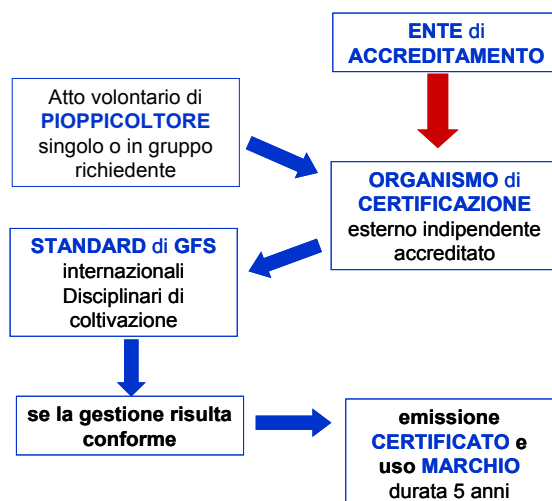 ENTE di
ACCREDITAMENTO
Atto volontario di
PIOPPICOLTORE
singolo o in gruppo
richiedente
ORGANISMO di
CERTIFICAZIONE
esterno indipendente
accreditato
STANDARD di GFS
internazionali
Disciplinari di
coltivazione
se la gestione risulta
conforme
emissione
CERTIFICATO e
uso MARCHIO
durata 5 anni